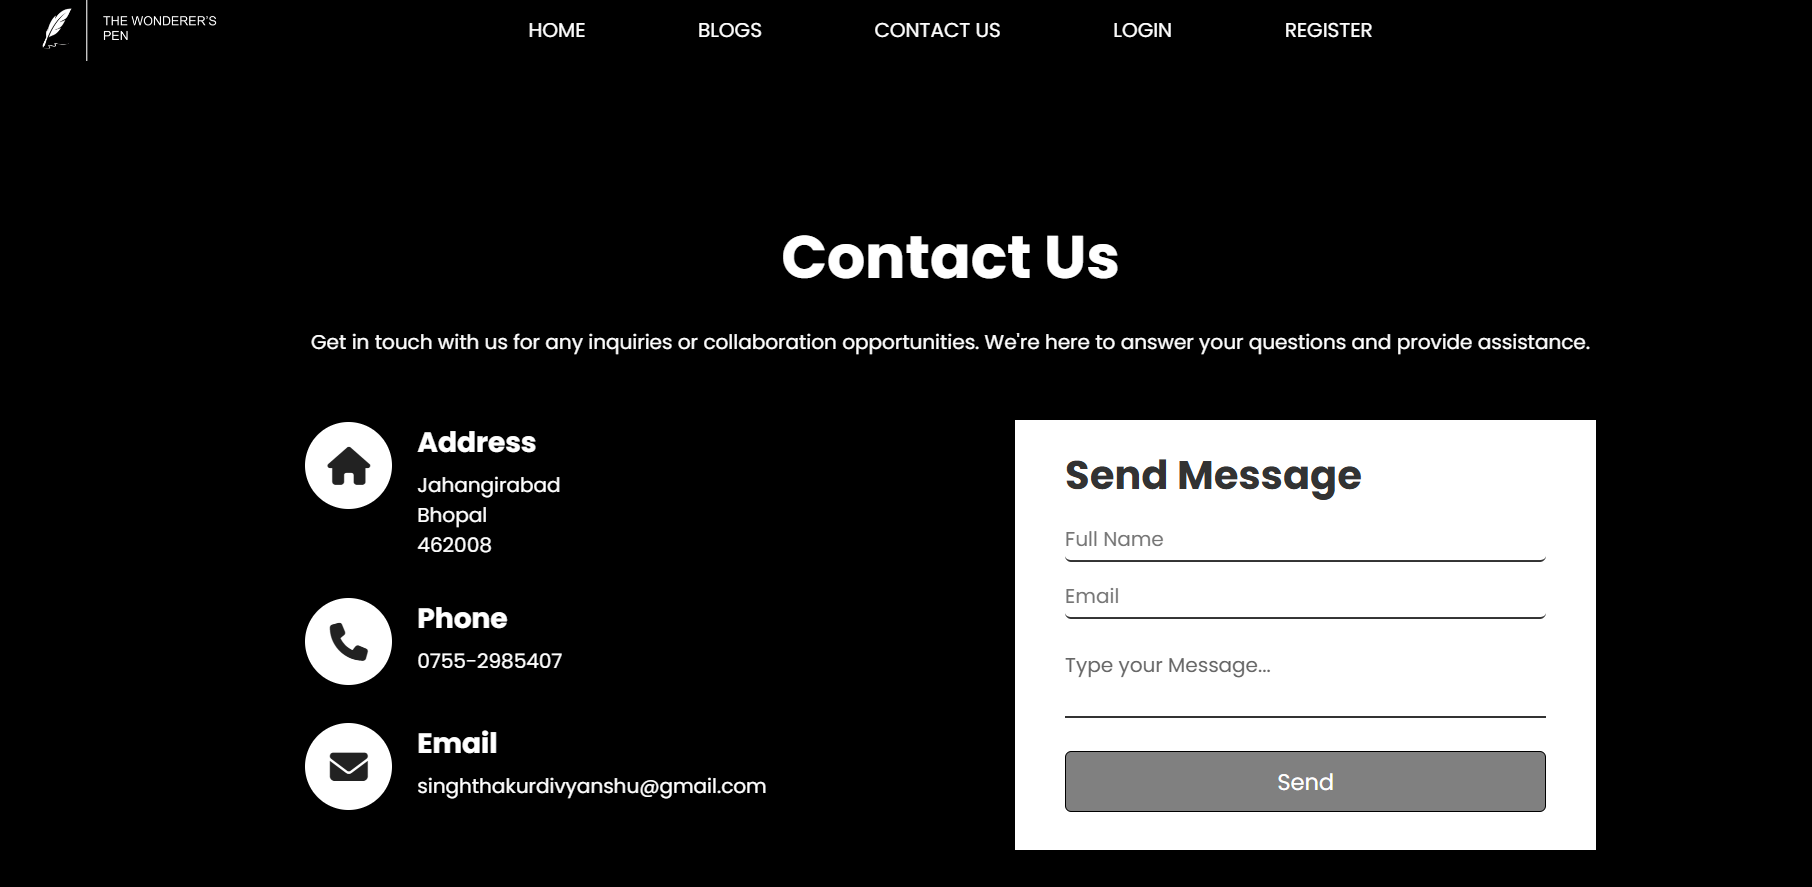 THE WONDERER'S
PEN
HOME
BLOGS
CONTACT US
LOGIN
REGISTER
Contact Us
Get in touch with us for any inquiries or collaboration opportunities. We're here to answer your questions and provide assistance.
Address
Jahangirabad
Bhopal
462008
Phone
0755-2985407
Email
singhthakurdivyanshu@gmail.com
Send Message
Full Name
Email
Type your Message...
Send